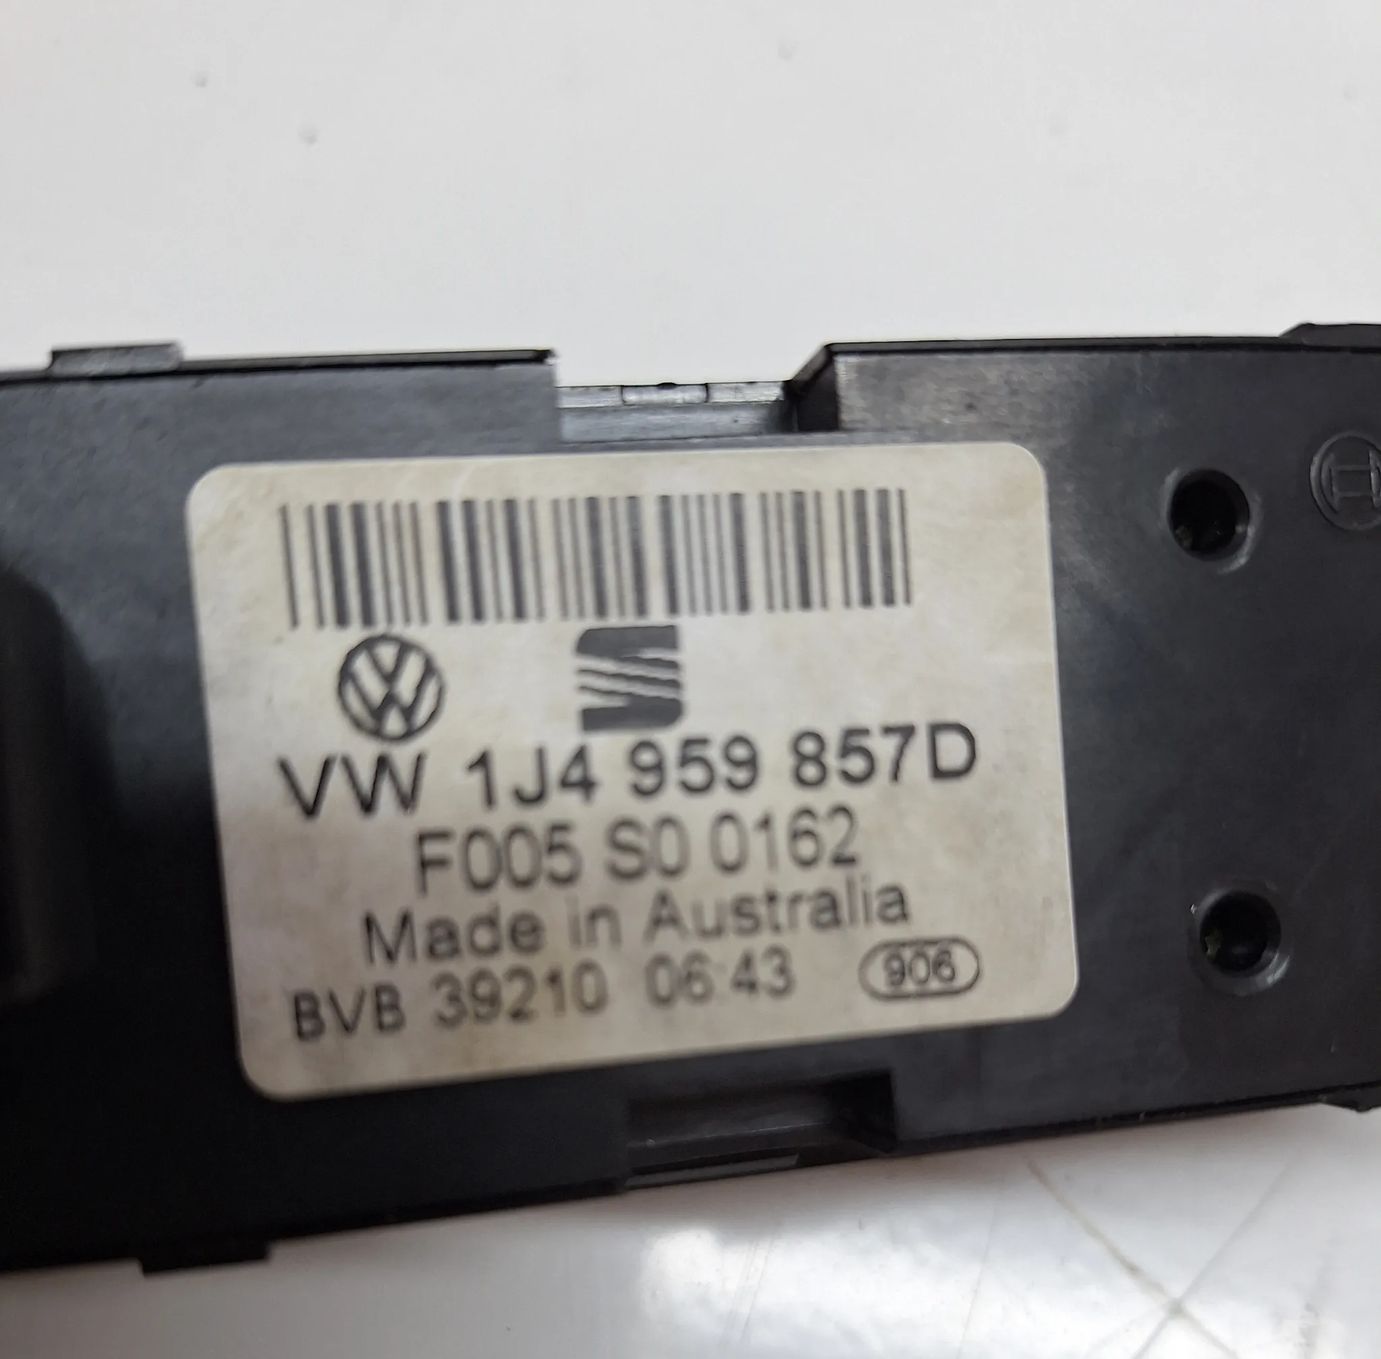 VW 1J4 959 857D
F005 S0 0162
Made in Australia
BVB 39210 06:43 906